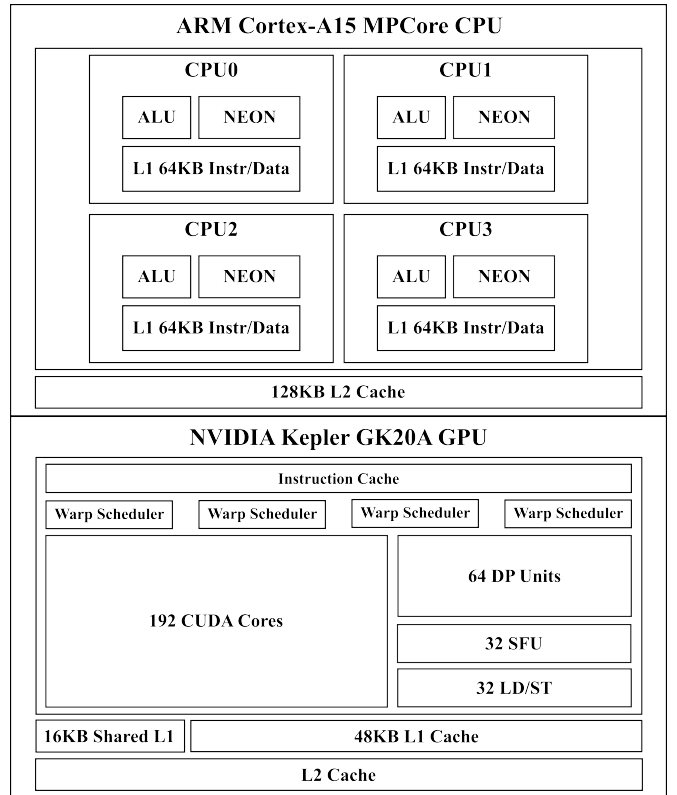 ARM Cortex-A15 MPCore CPU
CPU0
ALU
NEON
L1 64KB Instr/Data
CPU1
ALU
NEON
L1 64KB Instr/Data
CPU2
ALU
NEON
L1 64KB Instr/Data
CPU3
ALU
NEON
L1 64KB Instr/Data
128KB L2 Cache
NVIDIA Kepler GK20A GPU
Instruction Cache
Warp Scheduler
Warp Scheduler
Warp Scheduler
Warp Scheduler
192 CUDA Cores
64 DP Units
32 SFU
32 LD/ST
16KB Shared L1
48KB L1 Cache
L2 Cache